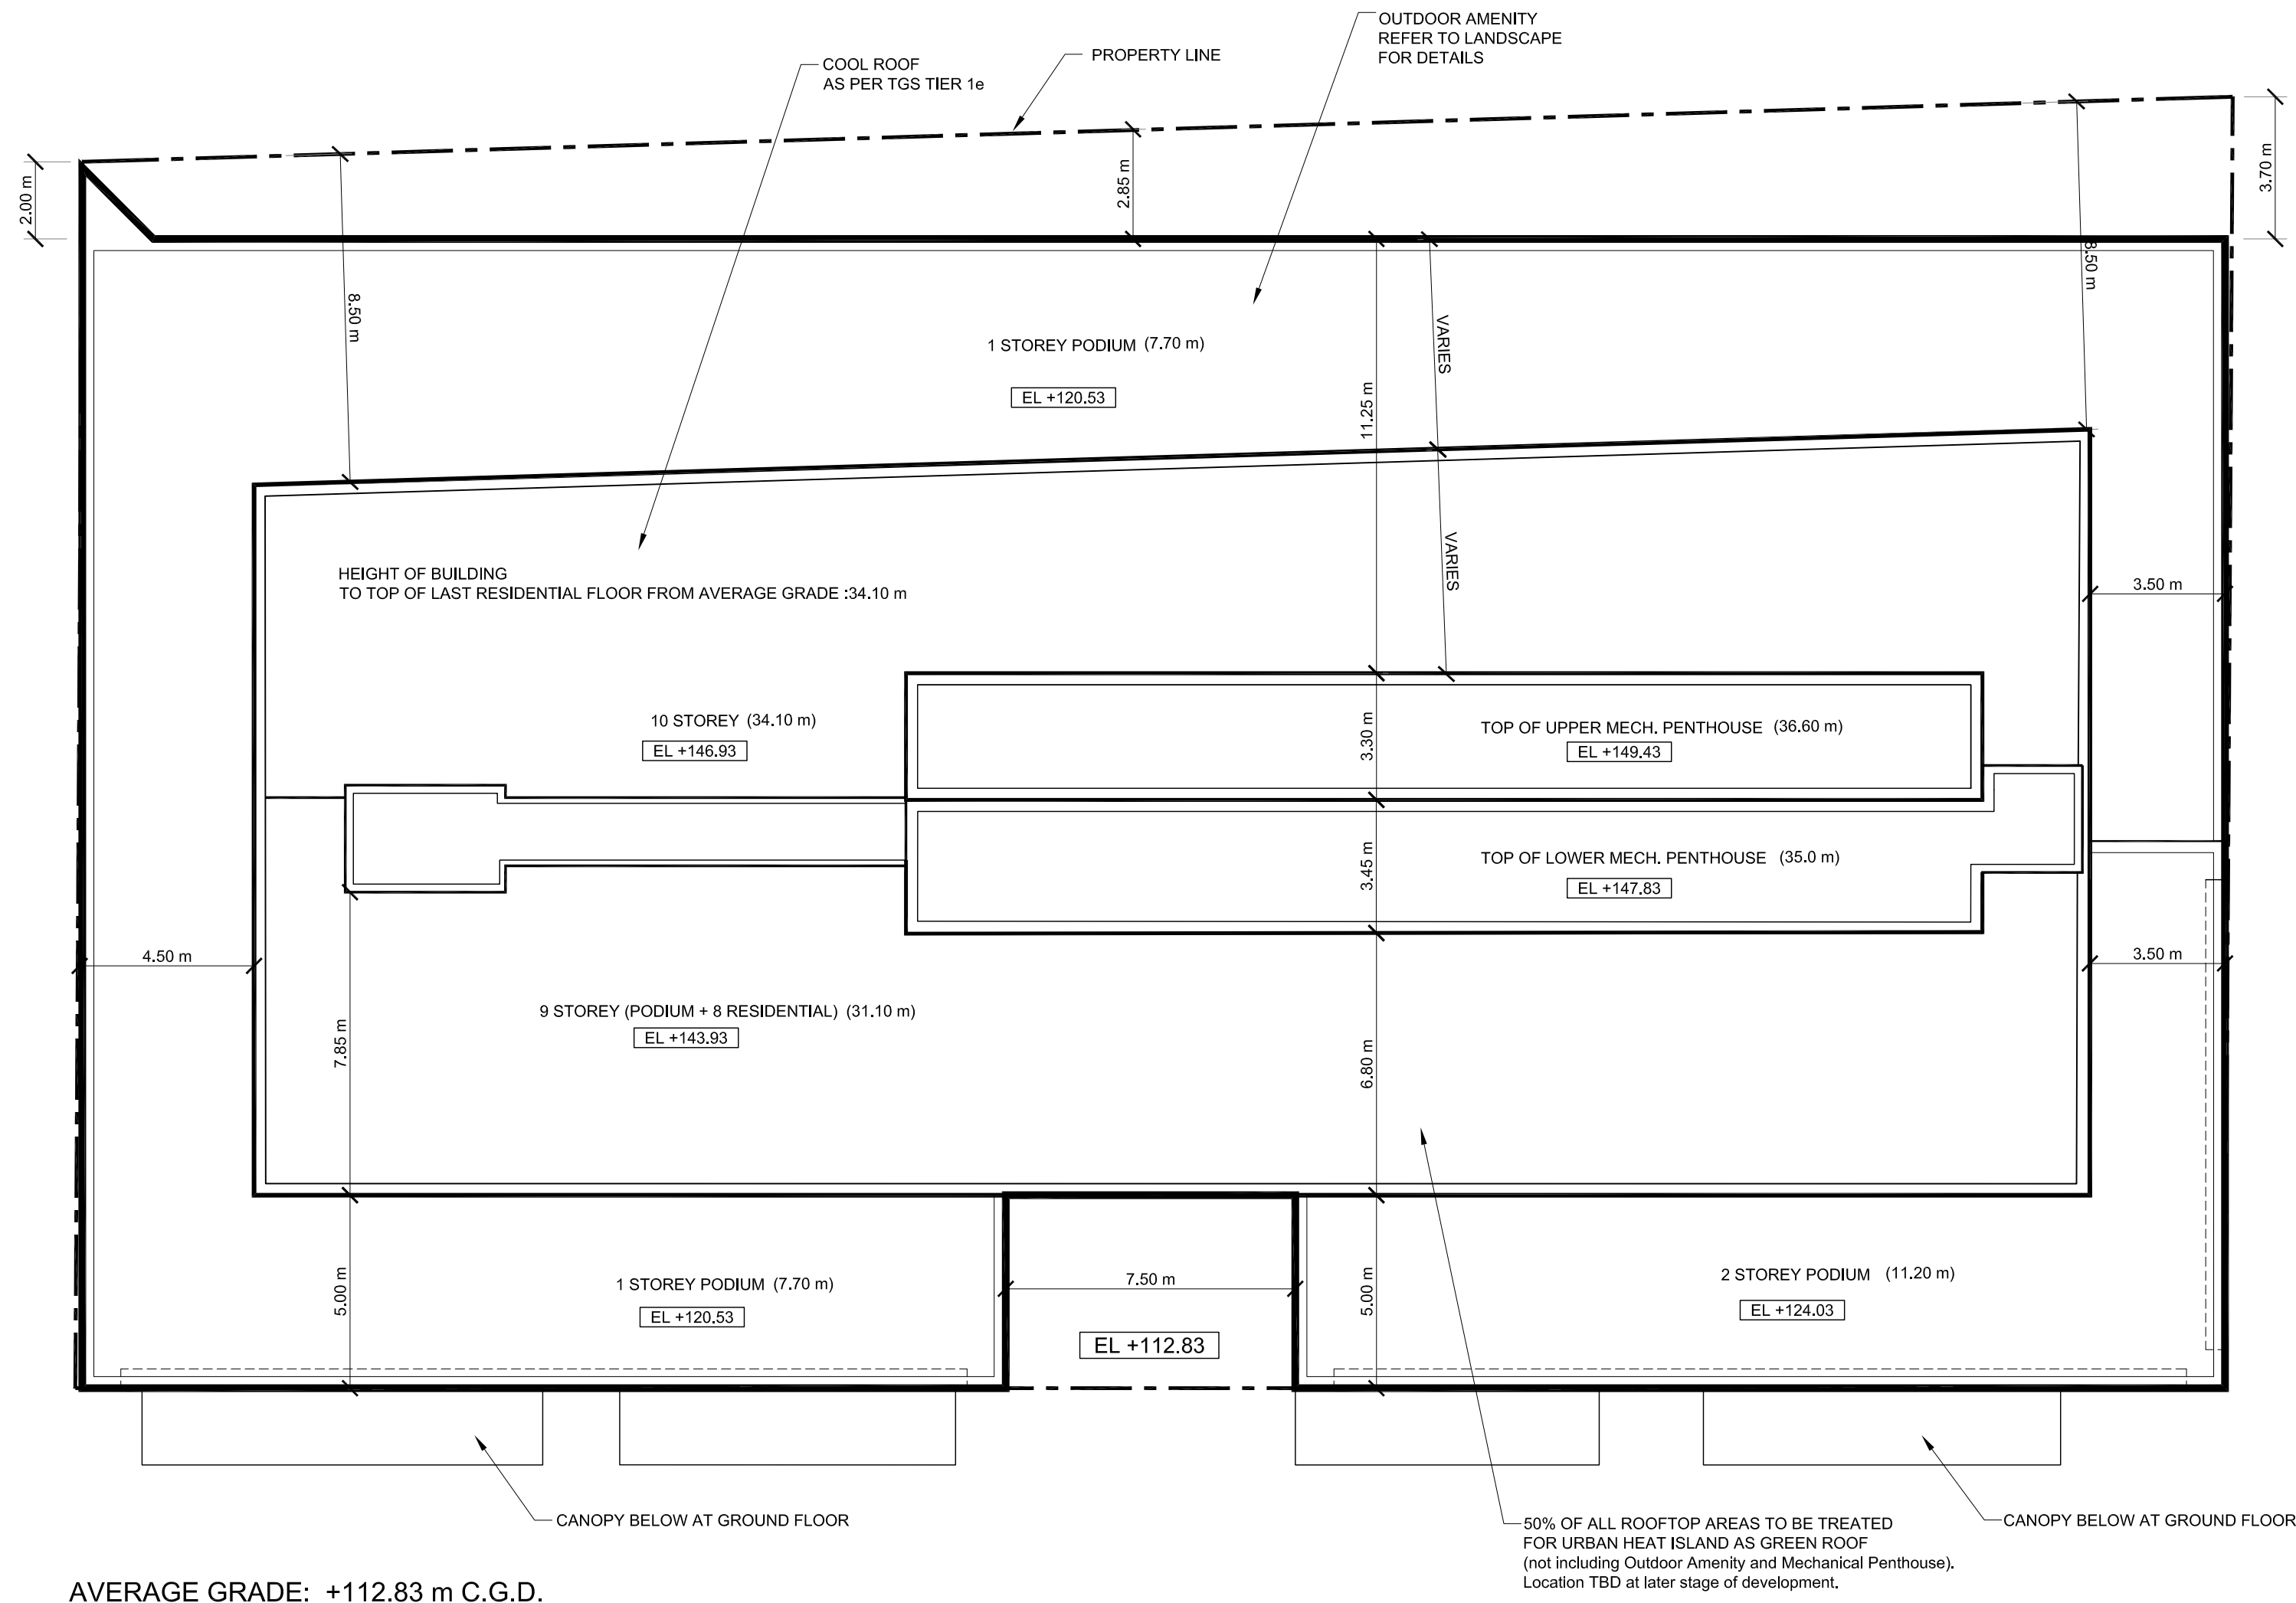 OUTDOOR AMENITY
REFER TO LANDSCAPE
FOR DETAILS
PROPERTY LINE
COOL ROOF
AS PER TGS TIER 1e
2.00 m
2.85 m
3.70 m
8.50 m
8.50 m
VARIES
1 STOREY PODIUM (7.70 m)
EL +120.53
11.25 m
VARIES
HEIGHT OF BUILDING
TO TOP OF LAST RESIDENTIAL FLOOR FROM AVERAGE GRADE :34.10 m
3.50 m
10 STOREY (34.10 m)
EL +146.93
3.30 m
TOP OF UPPER MECH. PENTHOUSE (36.60 m)
EL +149.43
3.45 m
TOP OF LOWER MECH. PENTHOUSE (35.0 m)
EL +147.83
4.50 m
3.50 m
9 STOREY (PODIUM + 8 RESIDENTIAL) (31.10 m)
EL +143.93
7.85 m
6.80 m
5.00 m
1 STOREY PODIUM (7.70 m)
EL +120.53
7.50 m
EL +112.83
5.00 m
2 STOREY PODIUM (11.20 m)
EL +124.03
CANOPY BELOW AT GROUND FLOOR
50% OF ALL ROOFTOP AREAS TO BE TREATED
FOR URBAN HEAT ISLAND AS GREEN ROOF
(not including Outdoor Amenity and Mechanical Penthouse).
Location TBD at later stage of development.
CANOPY BELOW AT GROUND FLOOR
AVERAGE GRADE: +112.83 m C.G.D.